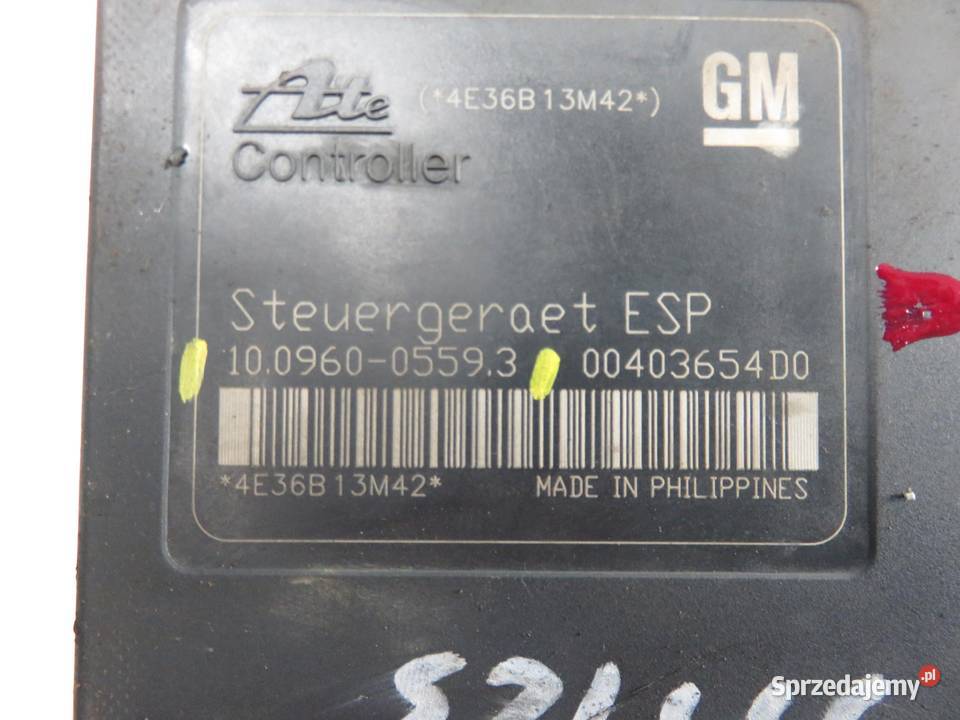 Ate (*4E36B13M42*) GM
Controller
Steuergeraet ESP
10.0960-0559.3 00403654D0
*4E36B13M42* MADE IN PHILIPPINES
Sprzedajemy.pl